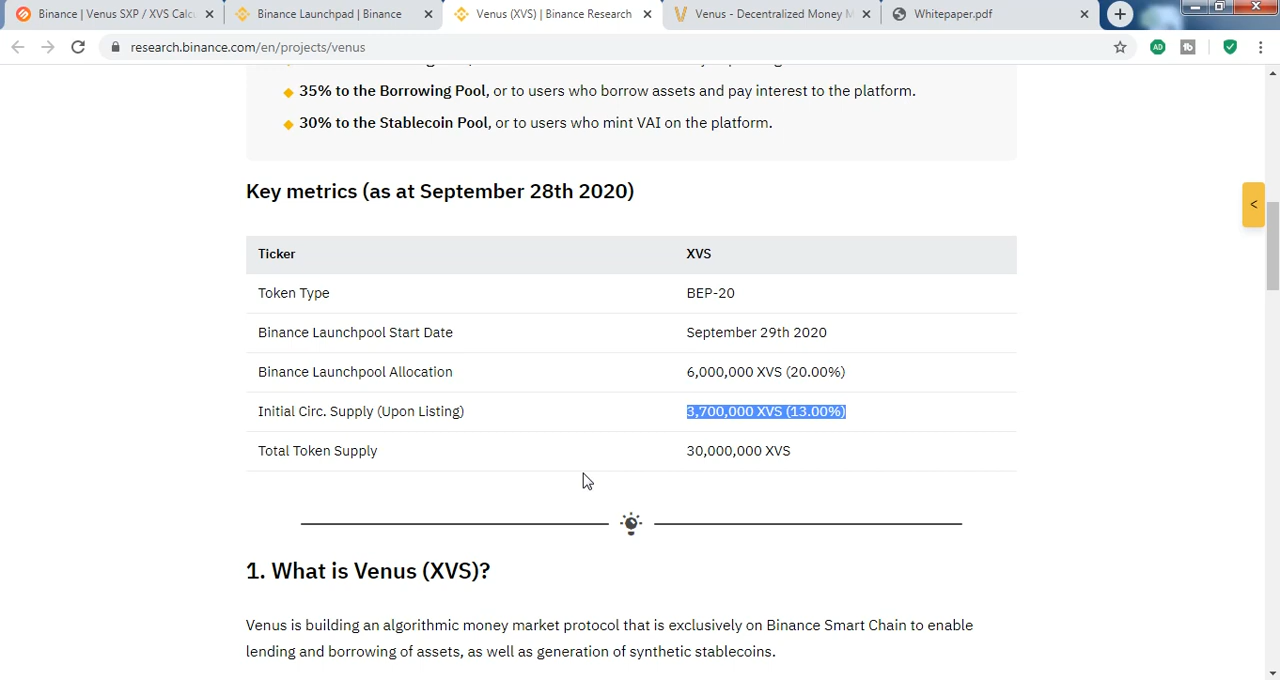 Binance | Venus SXP / XVS Calc
Binance Launchpad | Binance
Venus (XVS) | Binance Research
Venus - Decentralized Money M
Whitepaper.pdf
research.binance.com/en/projects/venus
35% to the Borrowing Pool, or to users who borrow assets and pay interest to the platform.
30% to the Stablecoin Pool, or to users who mint VAI on the platform.
Key metrics (as at September 28th 2020)
Ticker XVS
Token Type BEP-20
Binance Launchpool Start Date September 29th 2020
Binance Launchpool Allocation 6,000,000 XVS (20.00%)
Initial Circ. Supply (Upon Listing) 3,700,000 XVS (13.00%)
Total Token Supply 30,000,000 XVS
1. What is Venus (XVS)?
Venus is building an algorithmic money market protocol that is exclusively on Binance Smart Chain to enable
lending and borrowing of assets, as well as generation of synthetic stablecoins.